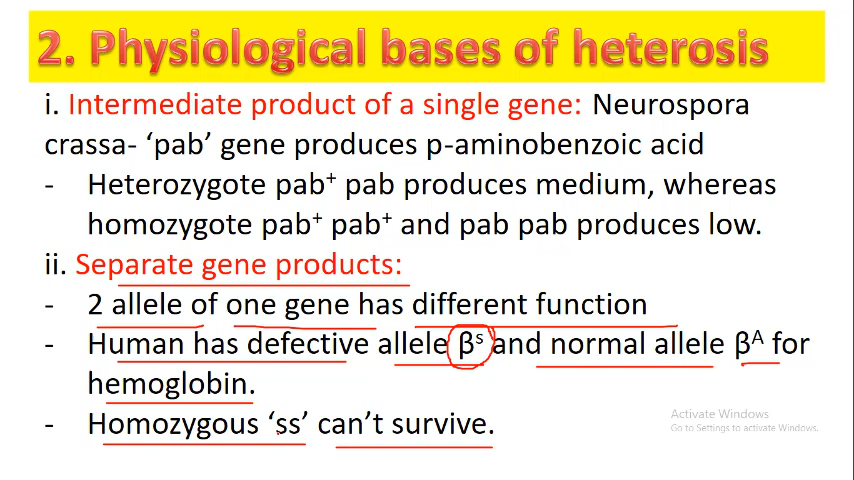 2. Physiological bases of heterosis
i. Intermediate product of a single gene: Neurospora
crassa- ‘pab’ gene produces p-aminobenzoic acid
- Heterozygote pab⁺ pab produces medium, whereas
homozygote pab⁺ pab⁺ and pab pab produces low.
ii. Separate gene products:
- 2 allele of one gene has different function
- Human has defective allele βˢ and normal allele βᴬ for
hemoglobin.
- Homozygous ‘ss’ can’t survive.
Activate Windows
Go to Settings to activate Windows.